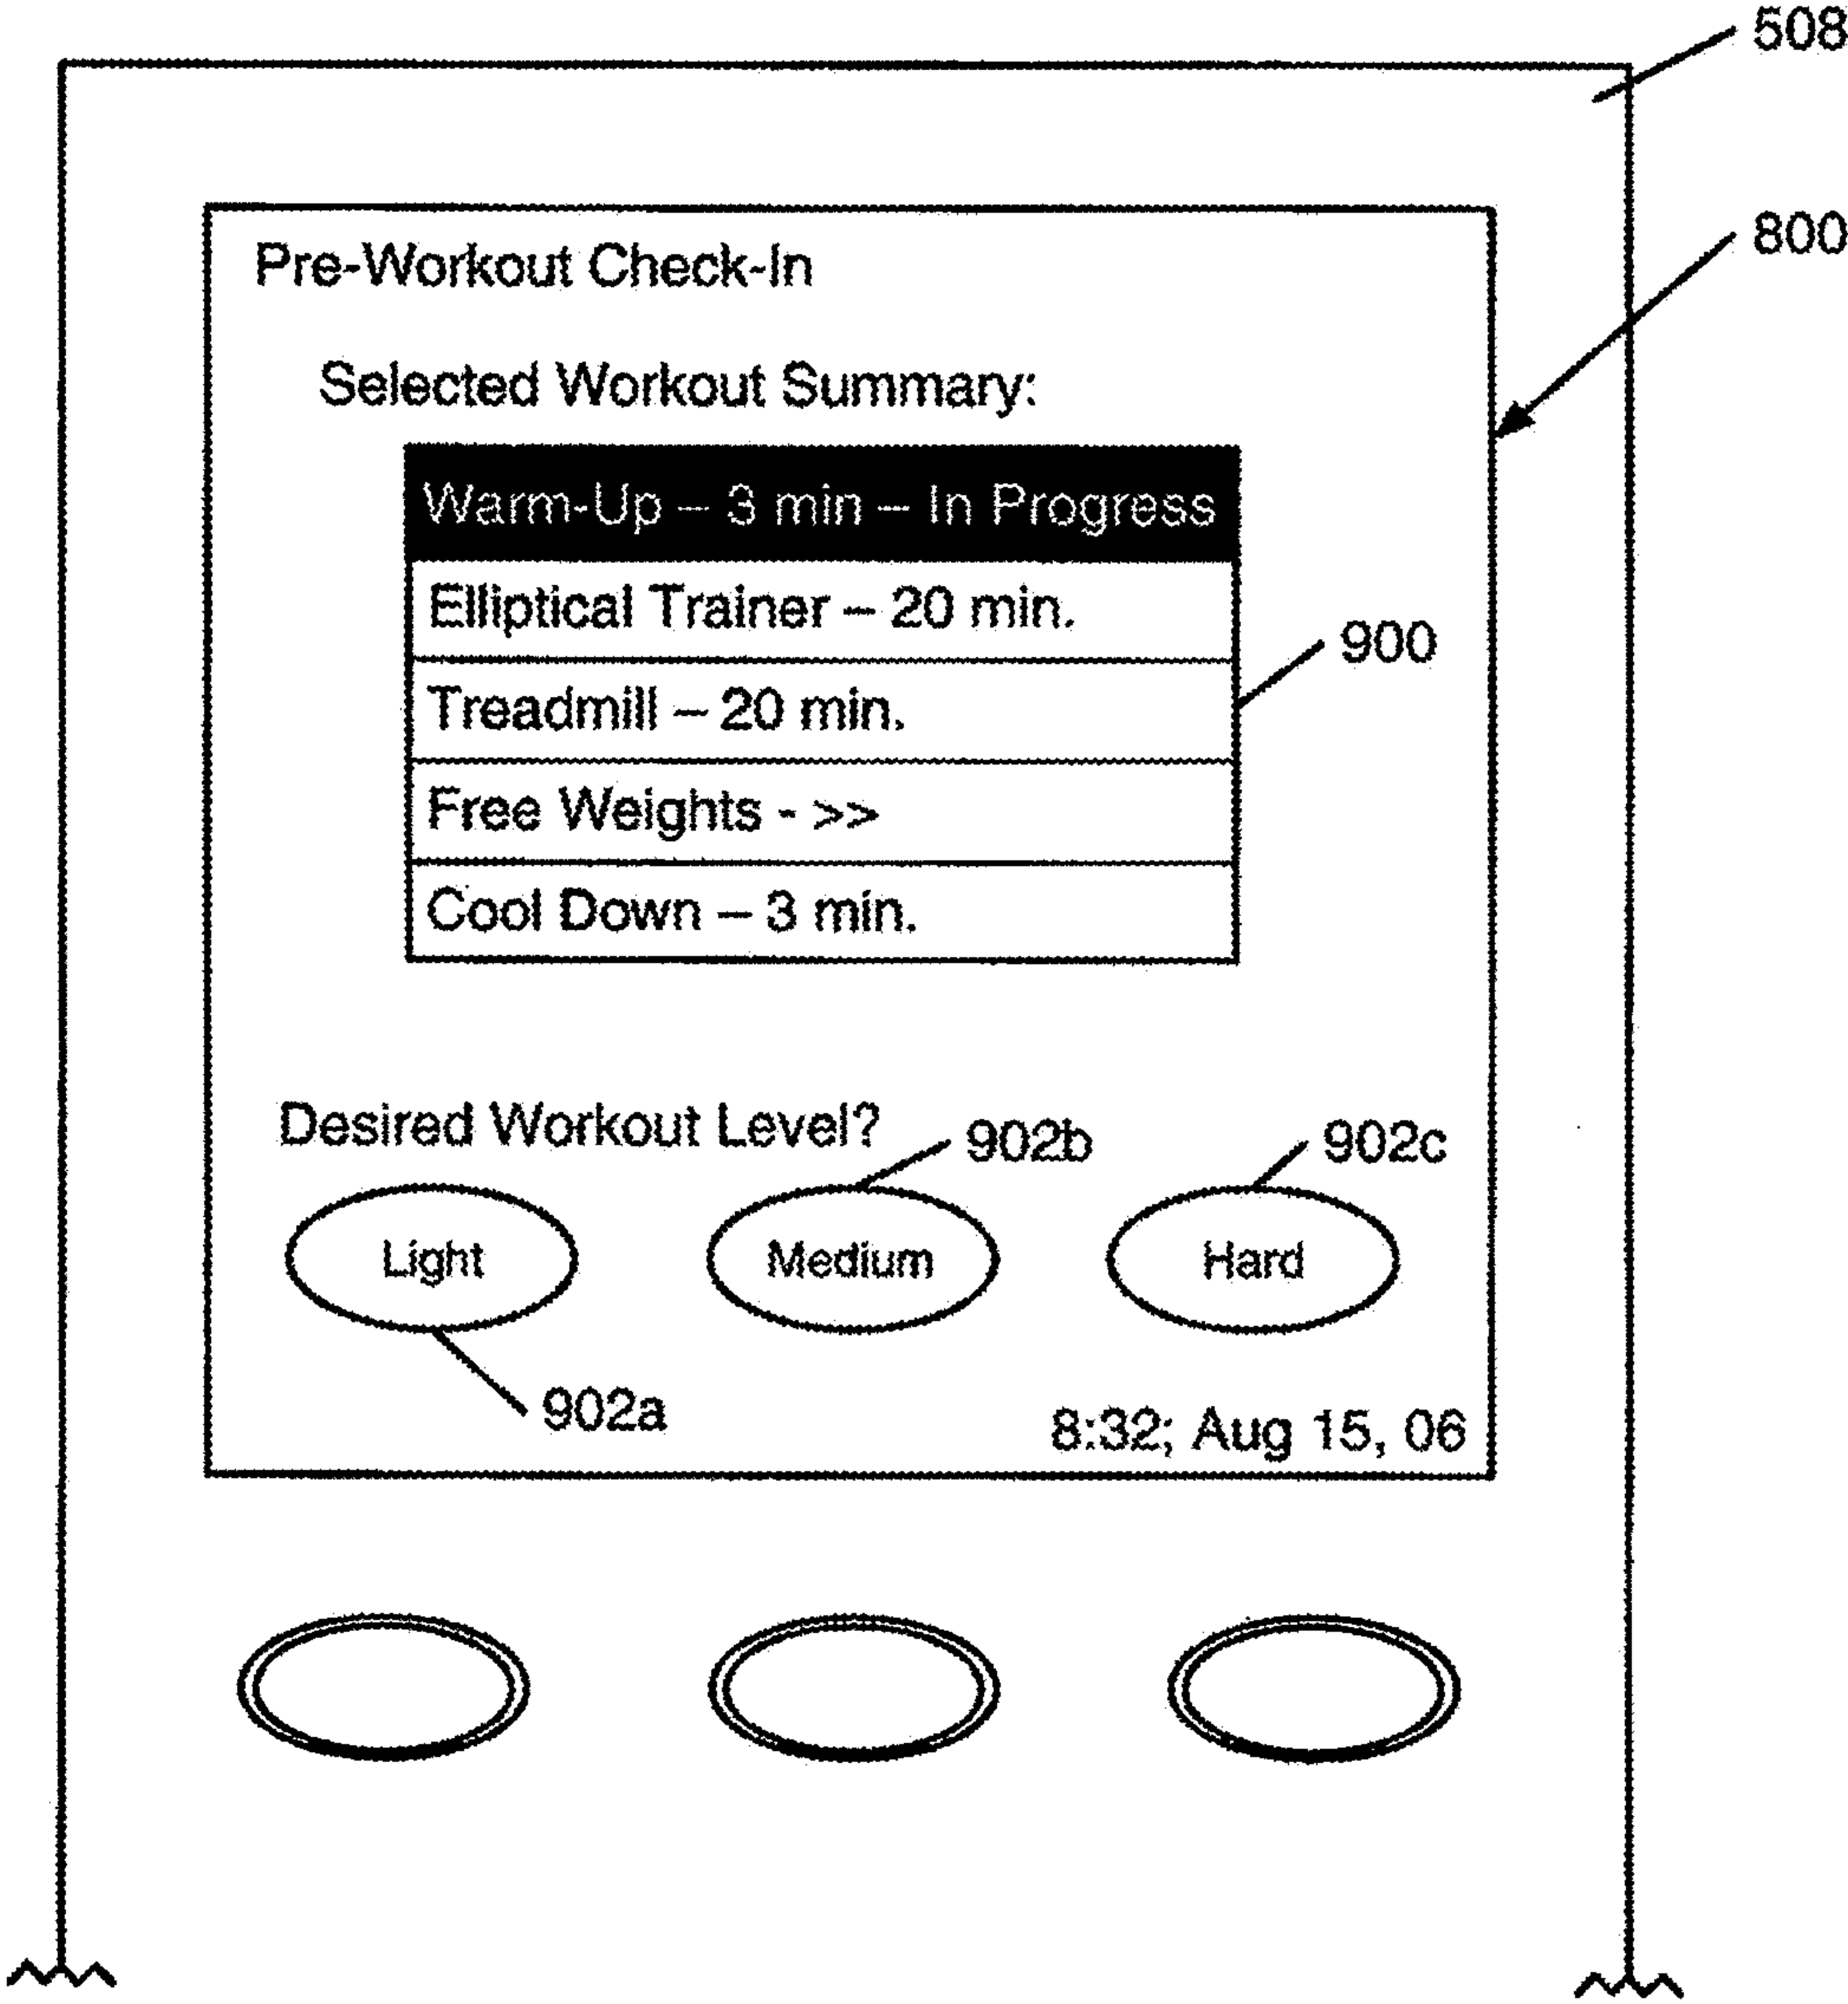 508
800
Pre-Workout Check-In
Selected Workout Summary:
Warm-Up – 3 min – In Progress
Elliptical Trainer – 20 min.
900
Treadmill – 20 min.
Free Weights - >>
Cool Down – 3 min.
Desired Workout Level?
902b
902c
Light
Medium
Hard
902a
8:32; Aug 15, 06